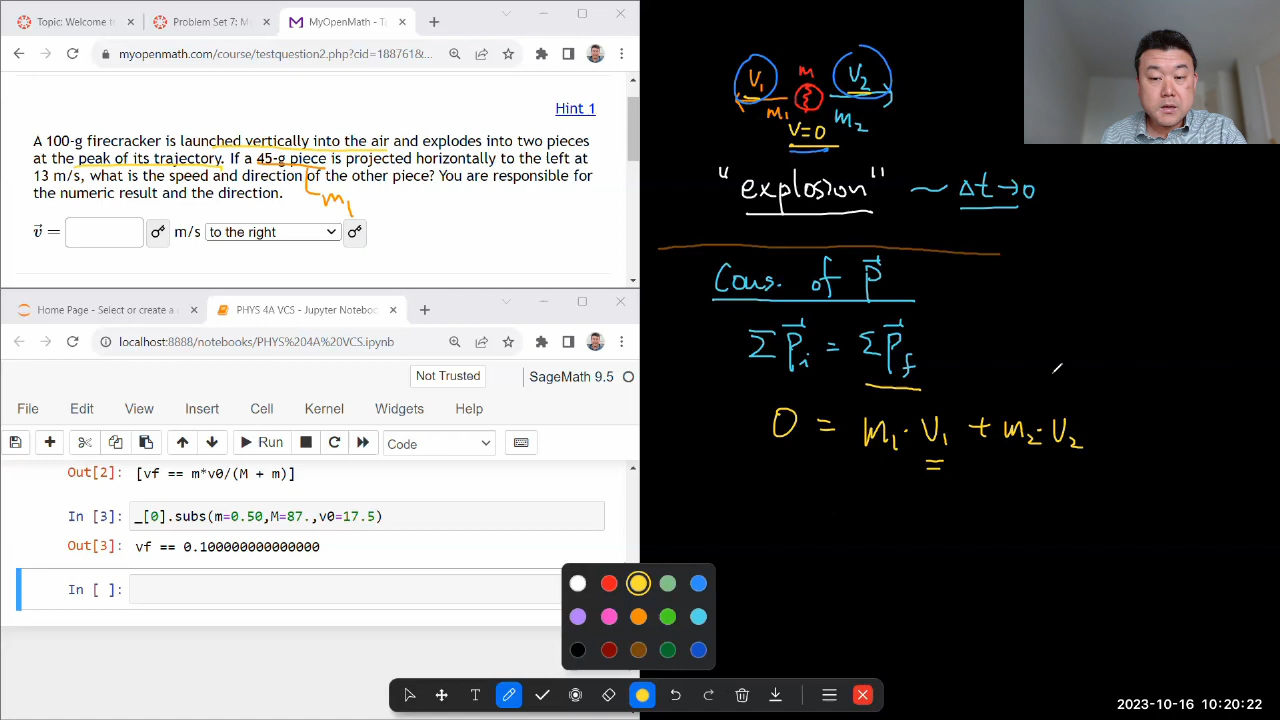 Topic: Welcome to
Problem Set 7: M
MyOpenMath - T
myopenmath.com/course/testquestion2.php?cid=188761&...
Hint 1
A 100-g firecracker is launched vertically into the air and explodes into two pieces
at the peak of its trajectory. If a 45-g piece is projected horizontally to the left at
13 m/s, what is the speed and direction of the other piece? You are responsible for
the numeric result and the direction.
m₁
v⃗ =
m/s
to the right
Home Page - Select or create a
PHYS 4A VCS - Jupyter Noteboo
localhost:8888/notebooks/PHYS%204A%20VCS.ipynb
Not Trusted
SageMath 9.5
File Edit View Insert Cell Kernel Widgets Help
Run
Code
Out[2]: [vf == m*v0/(M + m)]
In [3]: _[0].subs(m=0.50,M=87.,v0=17.5)
Out[3]: vf == 0.100000000000000
In [ ]:
V₁ m V₂
m₁ m₂
V=0
"explosion" ~ Δt→0
Cons. of P⃗
ΣP⃗i = ΣP⃗f
0 = m₁·V₁ + m₂·V₂
T
2023-10-16 10:20:22